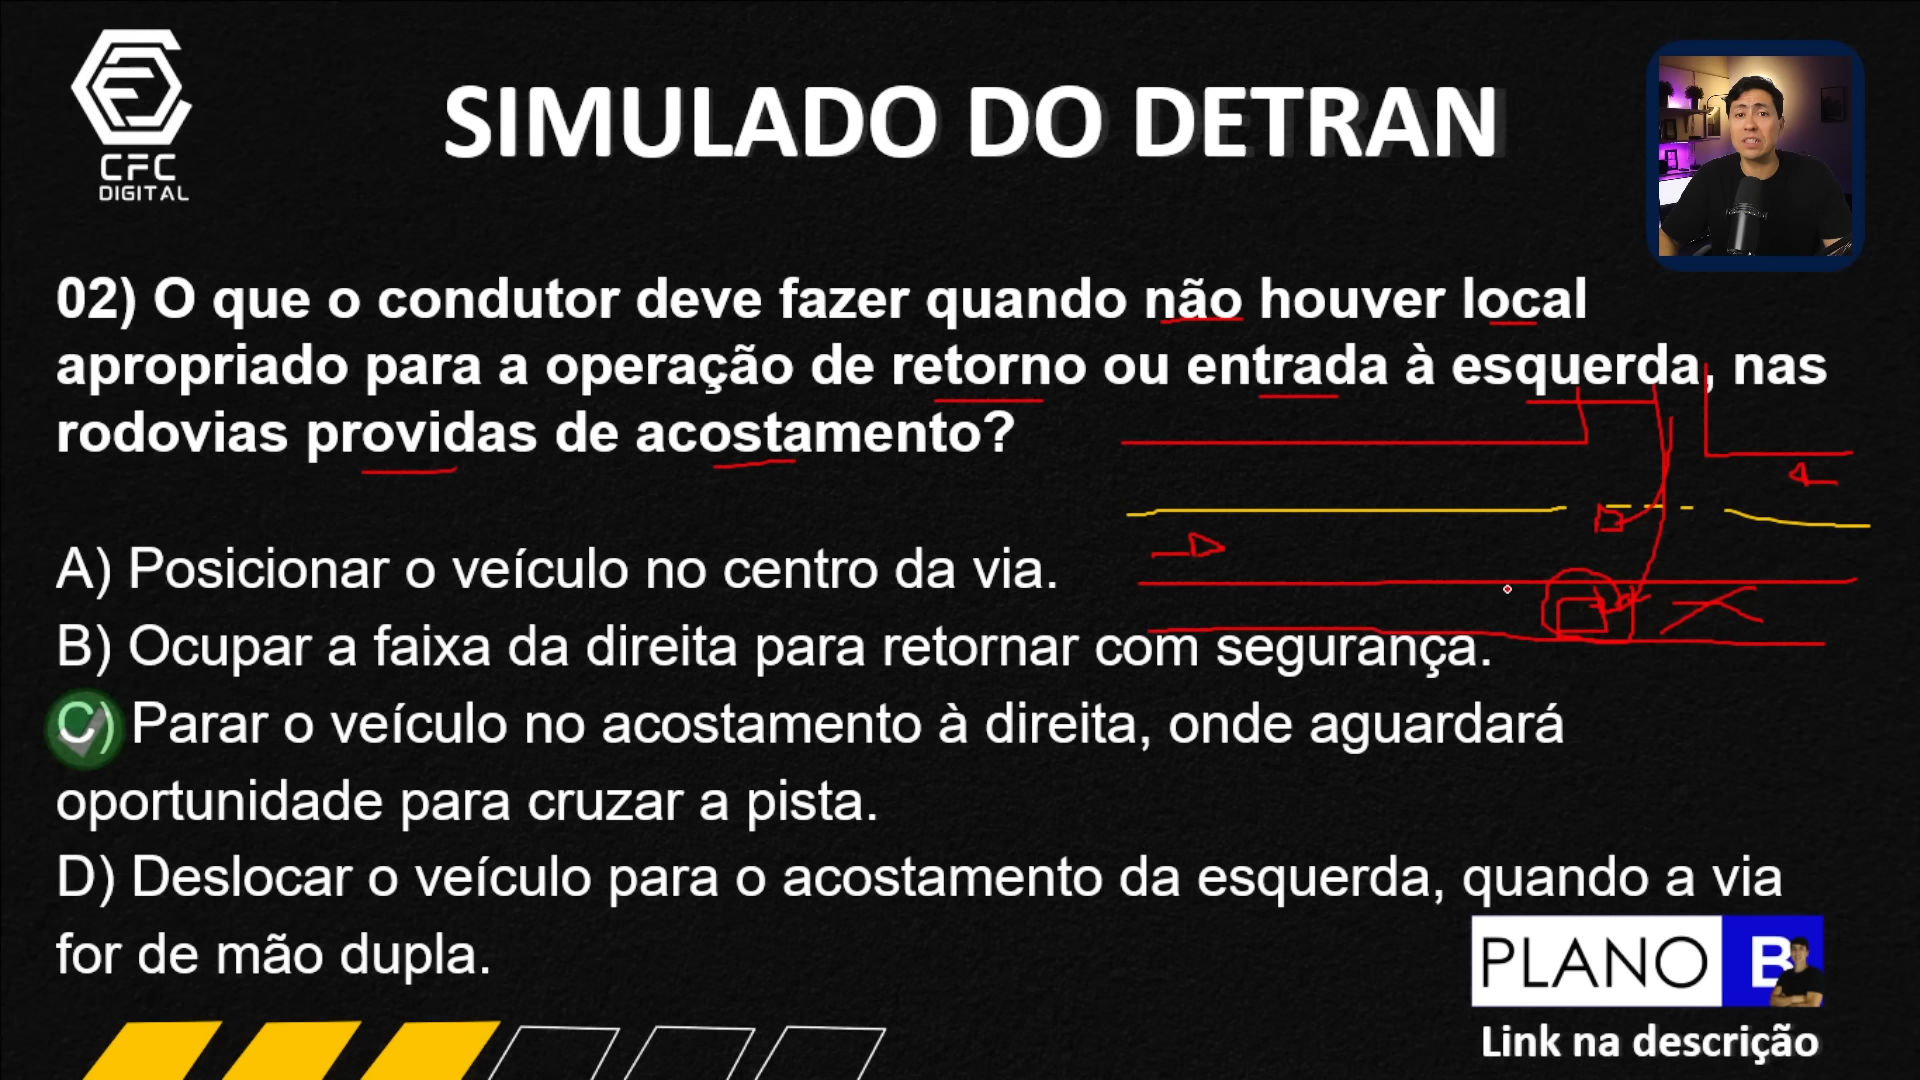 CFC
DIGITAL
SIMULADO DO DETRAN
02) O que o condutor deve fazer quando não houver local
apropriado para a operação de retorno ou entrada à esquerda, nas
rodovias providas de acostamento?
A) Posicionar o veículo no centro da via.
B) Ocupar a faixa da direita para retornar com segurança.
C) Parar o veículo no acostamento à direita, onde aguardará
oportunidade para cruzar a pista.
D) Deslocar o veículo para o acostamento da esquerda, quando a via
for de mão dupla.
PLANO B
Link na descrição